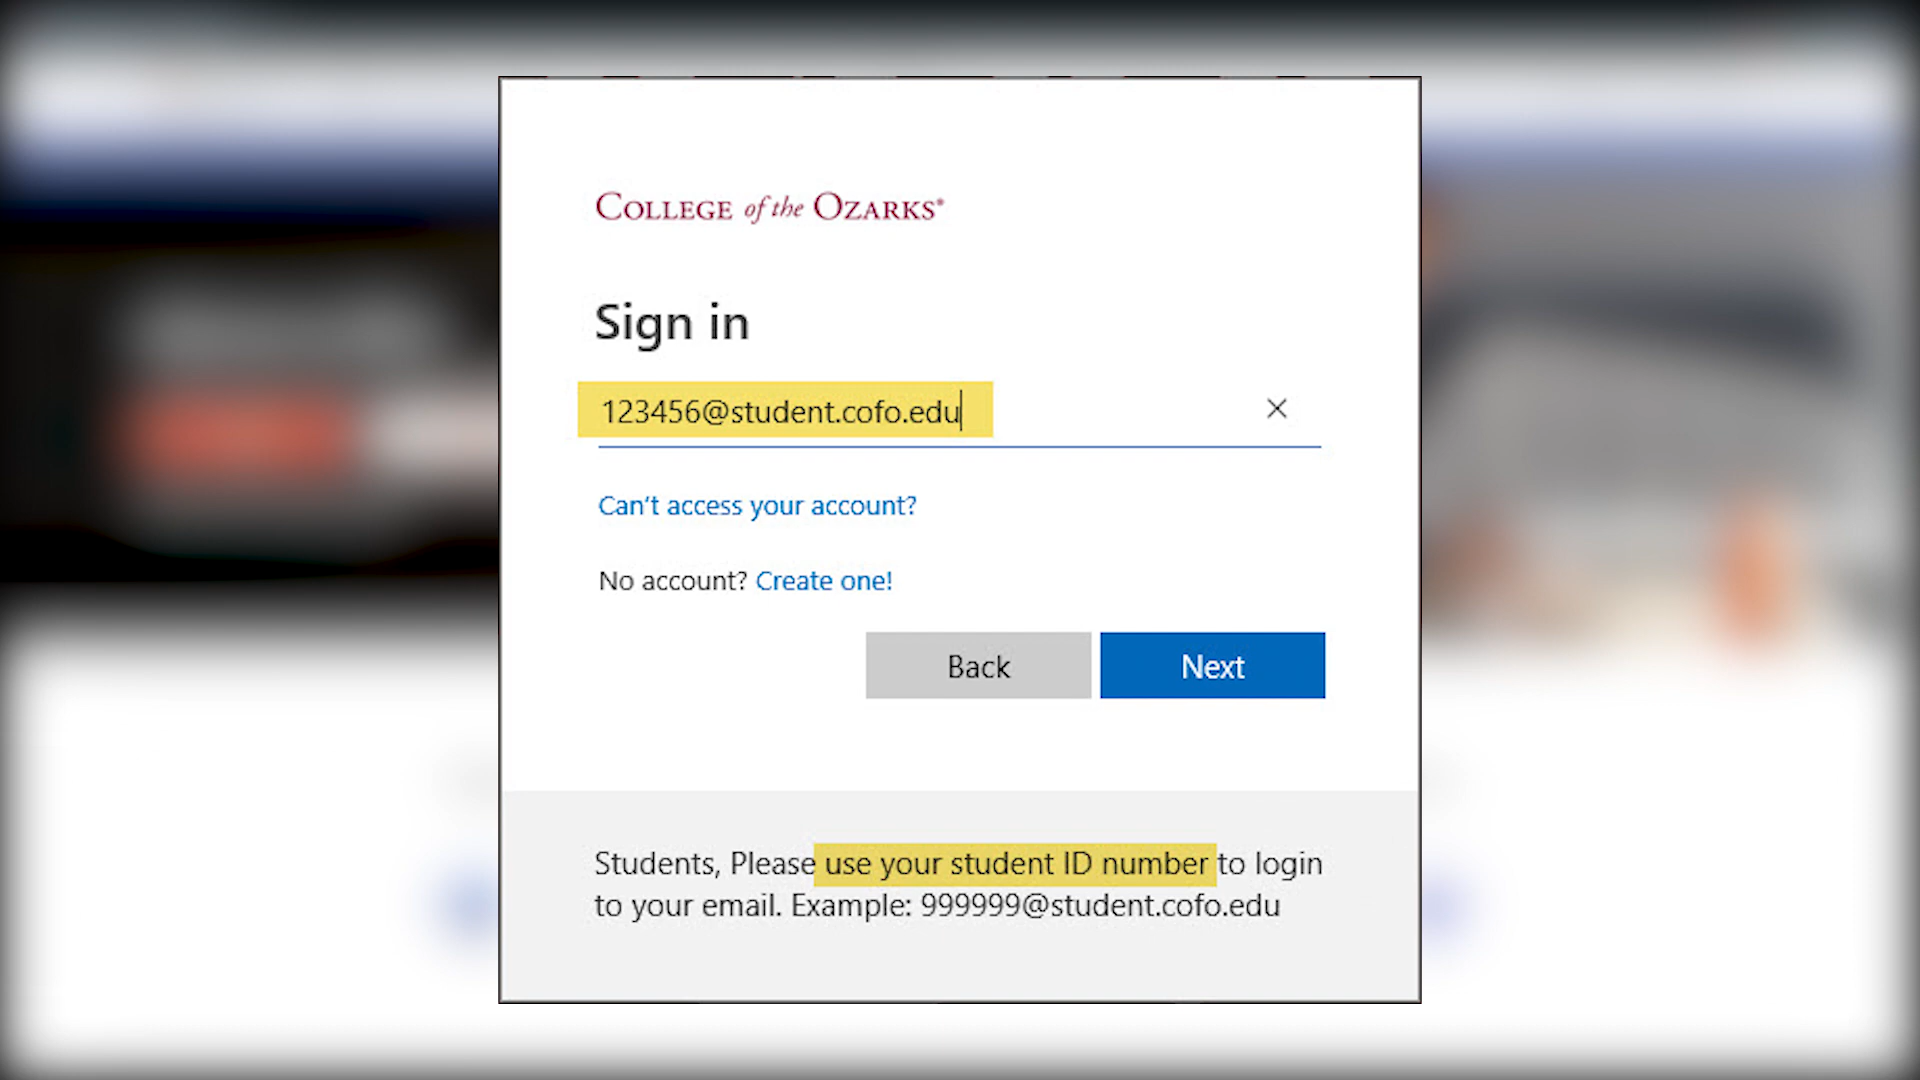 College of the Ozarks®
Sign in
123456@student.cofo.edu
Can't access your account?
No account? Create one!
Back
Next
Students, Please use your student ID number to login
to your email. Example: 999999@student.cofo.edu